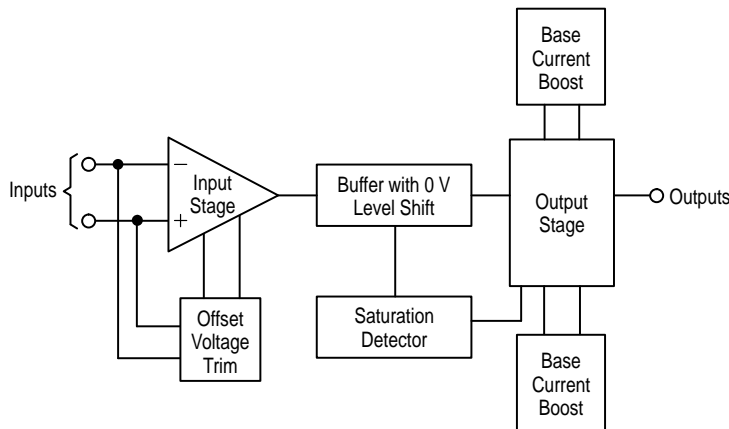 Base
Current
Boost
Inputs
−
+
Input
Stage
Buffer with 0 V
Level Shift
Output
Stage
Outputs
Offset
Voltage
Trim
Saturation
Detector
Base
Current
Boost